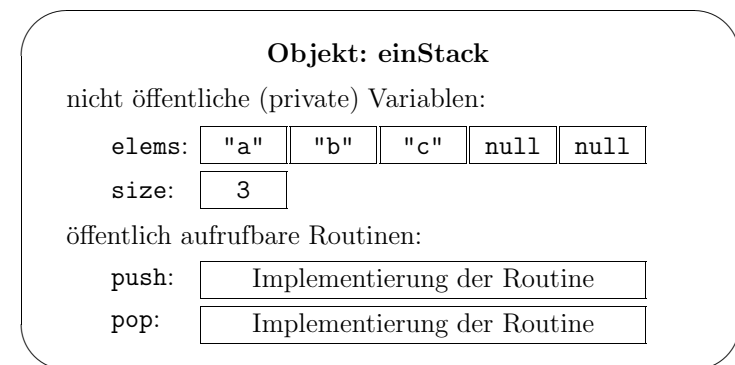 Objekt: einStack
nicht öffentliche (private) Variablen:
elems: "a" "b" "c" null null
size: 3
öffentlich aufrufbare Routinen:
push: Implementierung der Routine
pop: Implementierung der Routine